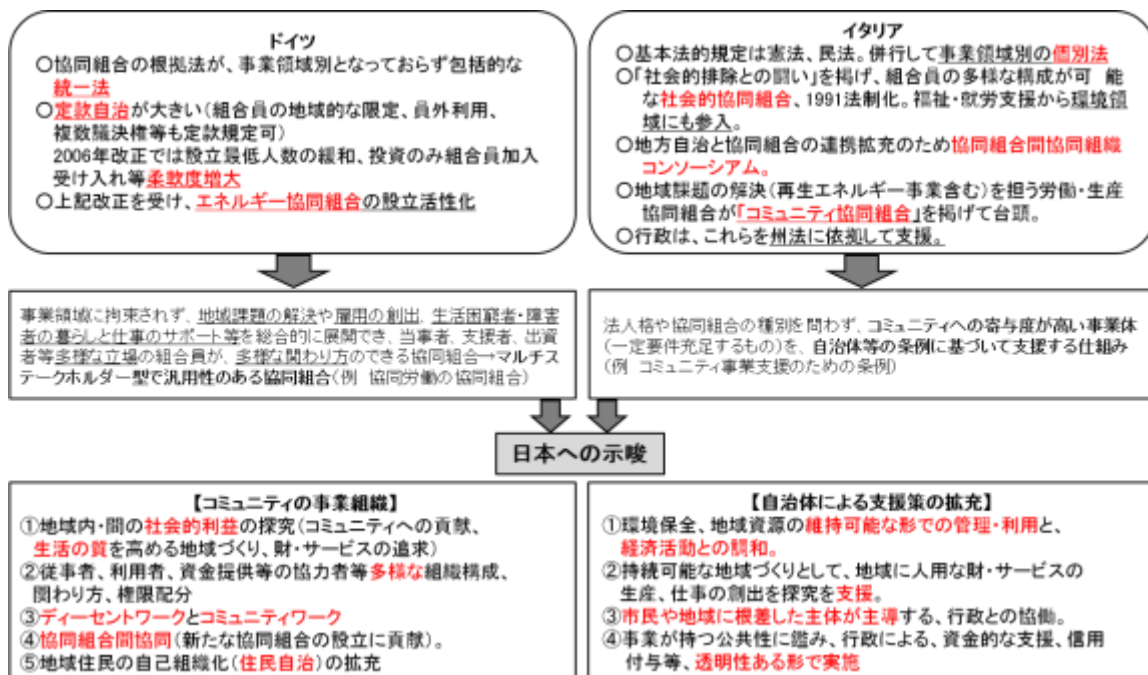 ドイツ
○協同組合の根拠法が、事業領域別となっておらず包括的な
統一法
○定款自治が大きい（組合員の地域的な限定、員外利用、
複数議決権等も定款規定可）
2006年改正では設立最低人数の緩和、投資のみ組合員加入
受け入れ等柔軟度増大
○上記改正を受け、エネルギー協同組合の設立活性化
イタリア
○基本法的規定は憲法、民法。併行して事業領域別の個別法
○「社会的排除との闘い」を掲げ、組合員の多様な構成が可　能
な社会的協同組合、1991法制化。福祉・就労支援から環境領
域にも参入。
○地方自治と協同組合の連携拡充のため協同組合間協同組織
コンソーシアム。
○地域課題の解決（再生エネルギー事業含む）を担う労働・生産
協同組合が「コミュニティ協同組合」を掲げて台頭。
○行政は、これらを州法に依拠して支援。
事業領域に拘束されず、地域課題の解決や雇用の創出、生活困窮者・障害
者の暮らしと仕事のサポート等を総合的に展開でき、当事者、支援者、出資
者等多様な立場の組合員が、多様な関わり方のできる協同組合→マルチス
テークホルダー型で汎用性のある協同組合（例　協同労働の協同組合）
法人格や協同組合の種別を問わず、コミュニティへの寄与度が高い事業体
（一定要件充足するもの）を、自治体等の条例に基づいて支援する仕組み
（例　コミュニティ事業支援のための条例）
日本への示唆
【コミュニティの事業組織】
①地域内・間の社会的利益の探究（コミュニティへの貢献、
生活の質を高める地域づくり、財・サービスの追求）
②従事者、利用者、資金提供等の協力者等多様な組織構成、
関わり方、権限配分
③ディーセントワークとコミュニティワーク
④協同組合間協同（新たな協同組合の設立に貢献）。
⑤地域住民の自己組織化（住民自治）の拡充
【自治体による支援策の拡充】
①環境保全、地域資源の維持可能な形での管理・利用と、
経済活動との調和。
②持続可能な地域づくりとして、地域に人用な財・サービスの
生産、仕事の創出を探究を支援。
③市民や地域に根差した主体が主導する、行政との協働。
④事業が持つ公共性に鑑み、行政による、資金的な支援、信用
付与等、透明性ある形で実施